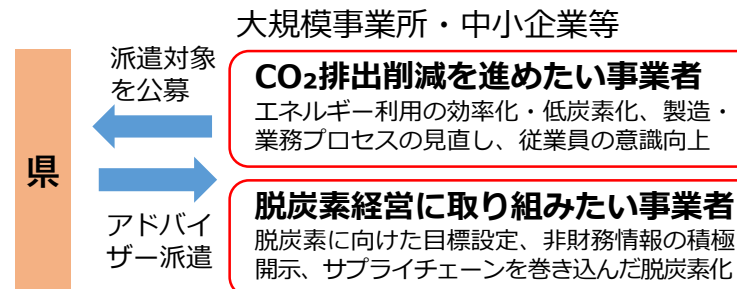 大規模事業所・中小企業等
派遣対象
を公募
CO₂排出削減を進めたい事業者
エネルギー利用の効率化・低炭素化、製造・
業務プロセスの見直し、従業員の意識向上
県
アドバイ
ザー派遣
脱炭素経営に取り組みたい事業者
脱炭素に向けた目標設定、非財務情報の積極
開示、サプライチェーンを巻き込んだ脱炭素化